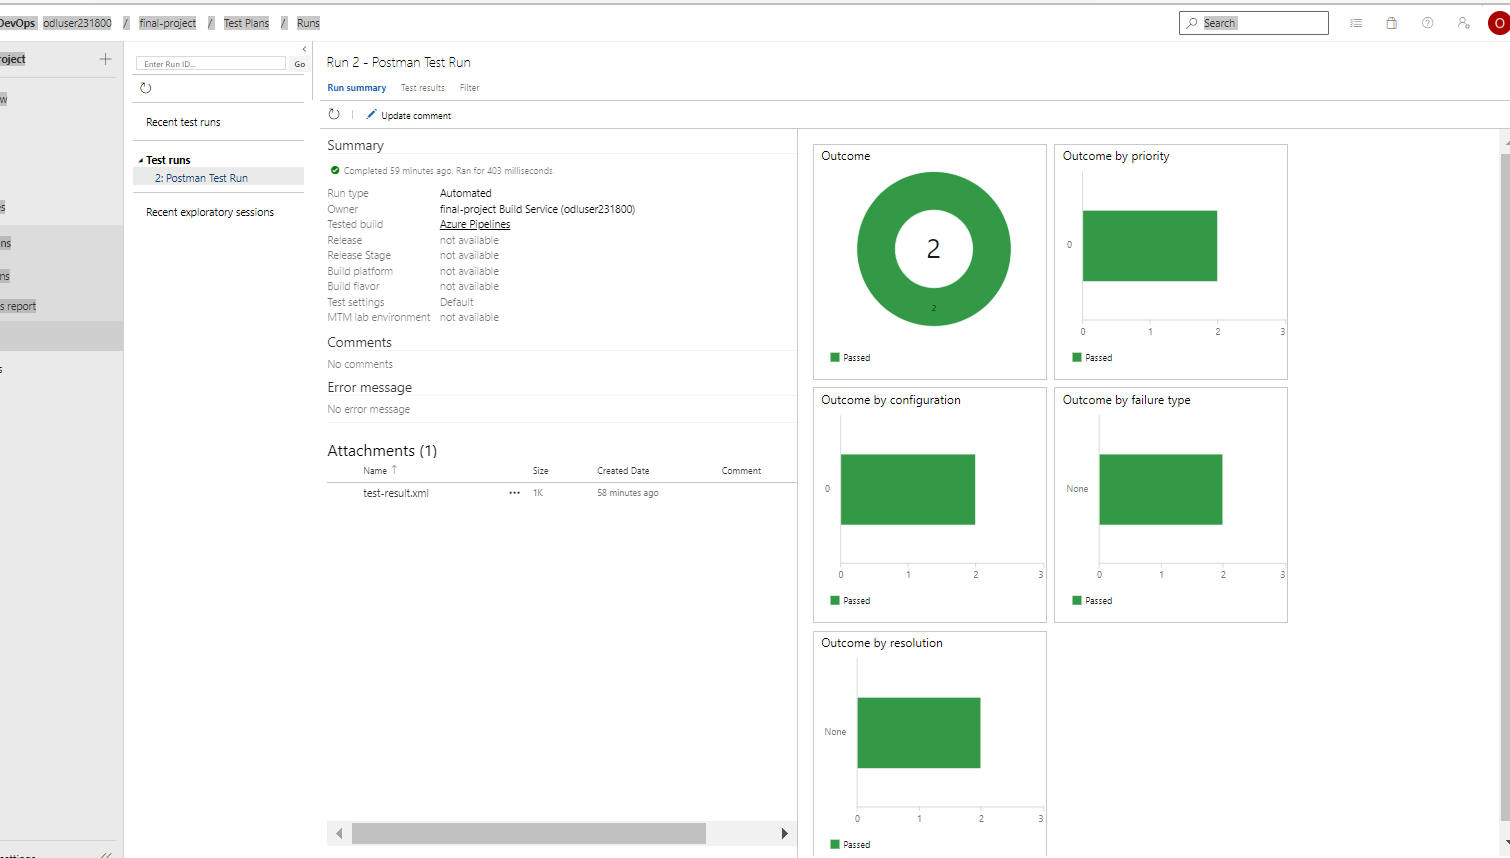 DevOps odluser231800 / final-project / Test Plans / Runs
Search
O
roject
w
s
ns
ns
s report
s
Enter Run ID...
Go
Recent test runs
Test runs
2: Postman Test Run
Recent exploratory sessions
Run 2 - Postman Test Run
Run summary Test results Filter
Update comment
Summary
Completed 59 minutes ago, Ran for 403 milliseconds
Run type Automated
Owner final-project Build Service (odluser231800)
Tested build Azure Pipelines
Release not available
Release Stage not available
Build platform not available
Build flavor not available
Test settings Default
MTM lab environment not available
Comments
No comments
Error message
No error message
Attachments (1)
Name ↑ Size Created Date Comment
test-result.xml ... 1K 58 minutes ago
Outcome
2
2
Passed
Outcome by priority
0
0 1 2 3
Passed
Outcome by configuration
0
0 1 2 3
Passed
Outcome by failure type
None
0 1 2 3
Passed
Outcome by resolution
None
0 1 2 3
Passed